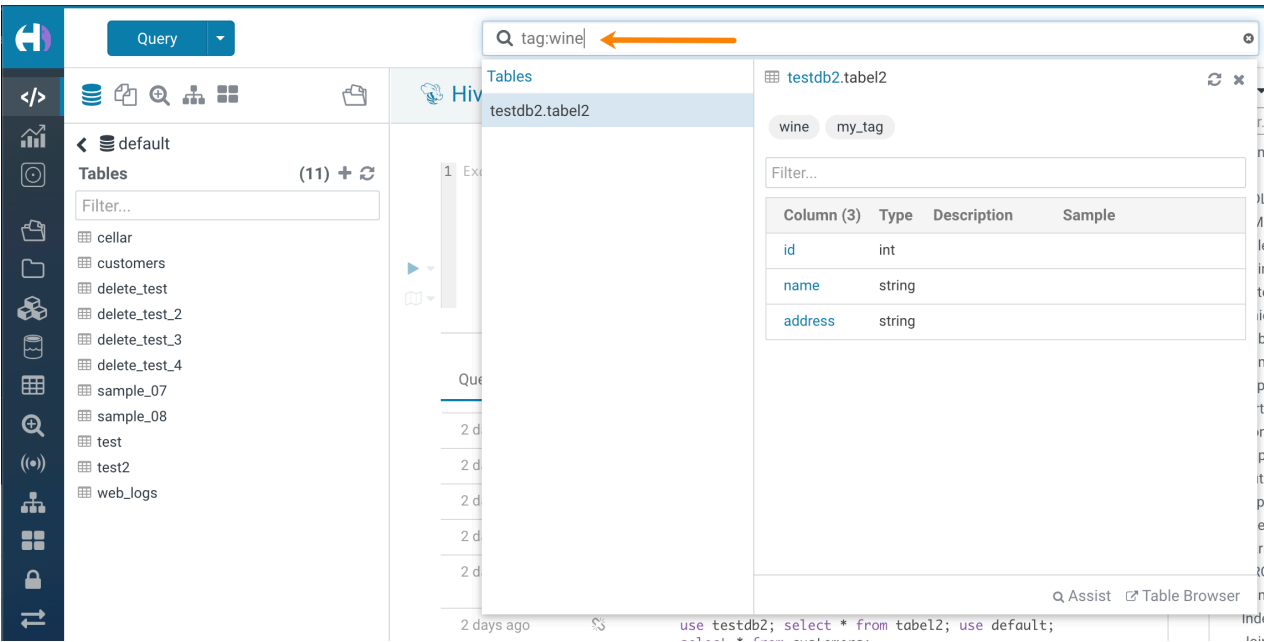 Query
tag:wine
Tables
testdb2.tabel2
testdb2.tabel2
wine my_tag
Filter...
Column (3) Type Description Sample
id int
name string
address string
Assist Table Browser
default
Tables (11)
Filter...
cellar
customers
delete_test
delete_test_2
delete_test_3
delete_test_4
sample_07
sample_08
test
test2
web_logs
1
2 days ago use testdb2; select * from tabel2; use default;